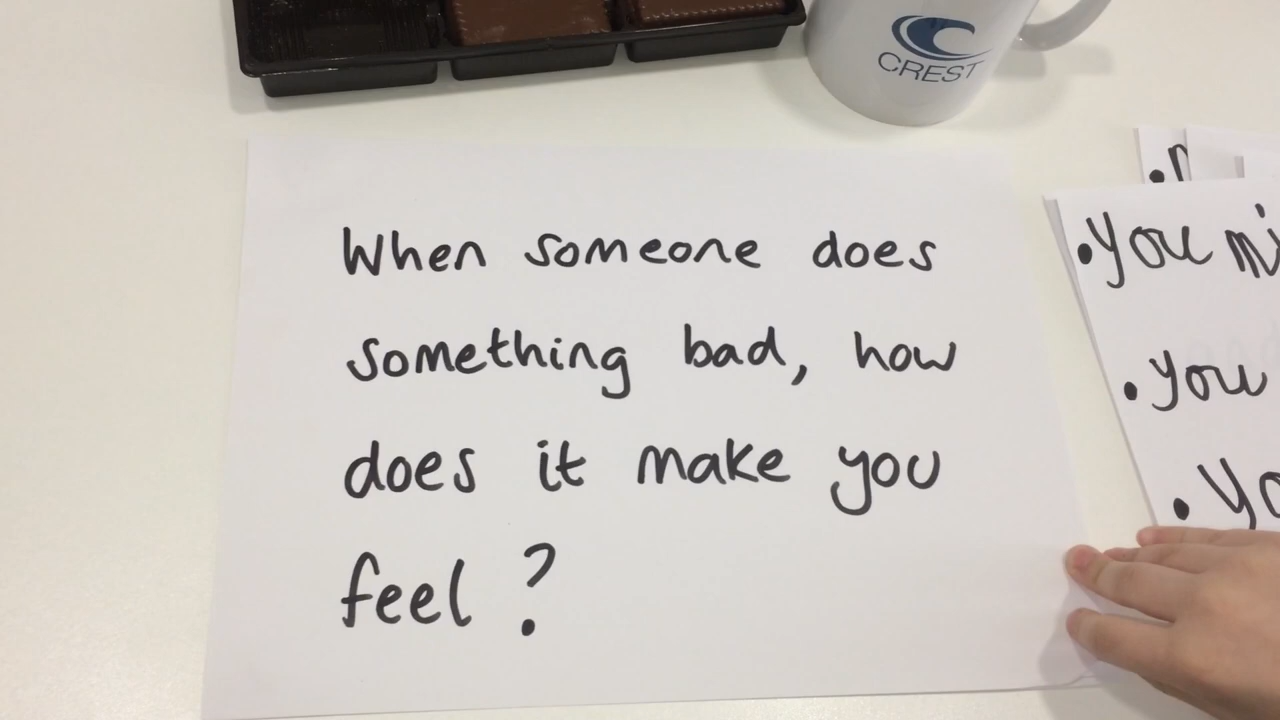 CREST
When someone does
something bad, how
does it make you
feel ?
• you
• you